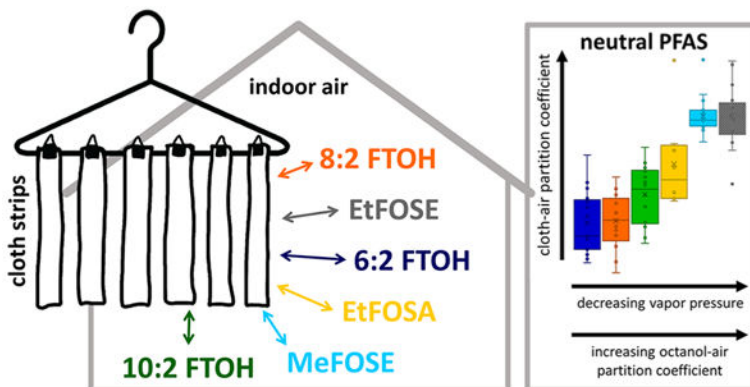 indoor air
cloth strips
8:2 FTOH
EtFOSE
6:2 FTOH
EtFOSA
10:2 FTOH
MeFOSE
neutral PFAS
cloth-air partition
coefficient
decreasing vapor pressure
increasing octanol-air
partition coefficient